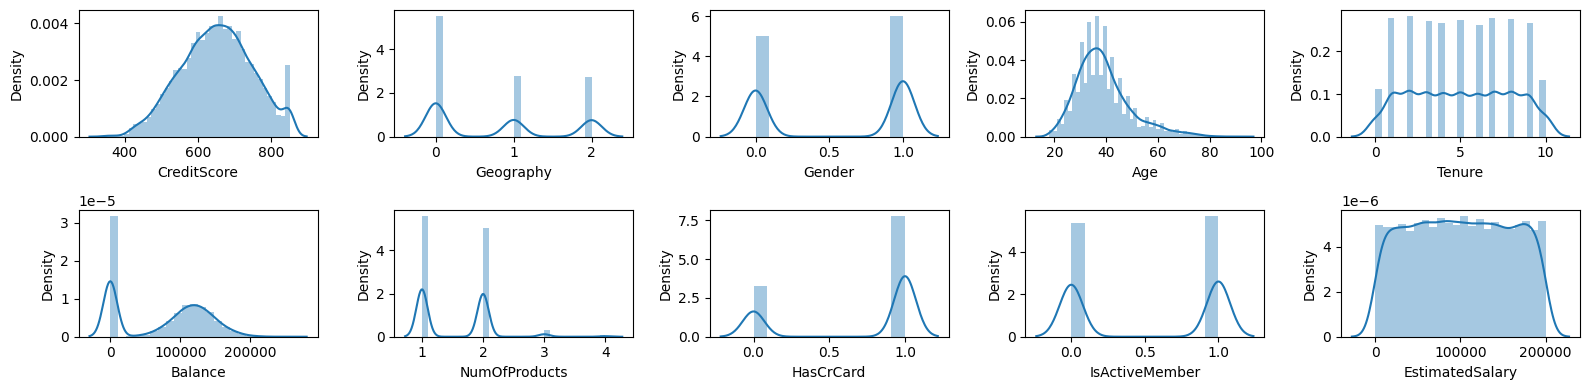 0.004
0.002
0.000
Density
400 600 800
CreditScore
4
2
0
Density
0 1 2
Geography
6
4
2
0
Density
0.0 0.5 1.0
Gender
0.06
0.04
0.02
0.00
Density
20 40 60 80 100
Age
0.2
0.1
0.0
Density
0 5 10
Tenure
1e−5
3
2
1
0
Density
0 100000 200000
Balance
4
2
0
Density
1 2 3 4
NumOfProducts
7.5
5.0
2.5
0.0
Density
0.0 0.5 1.0
HasCrCard
4
2
0
Density
0.0 0.5 1.0
IsActiveMember
1e−6
4
2
0
Density
0 100000 200000
EstimatedSalary